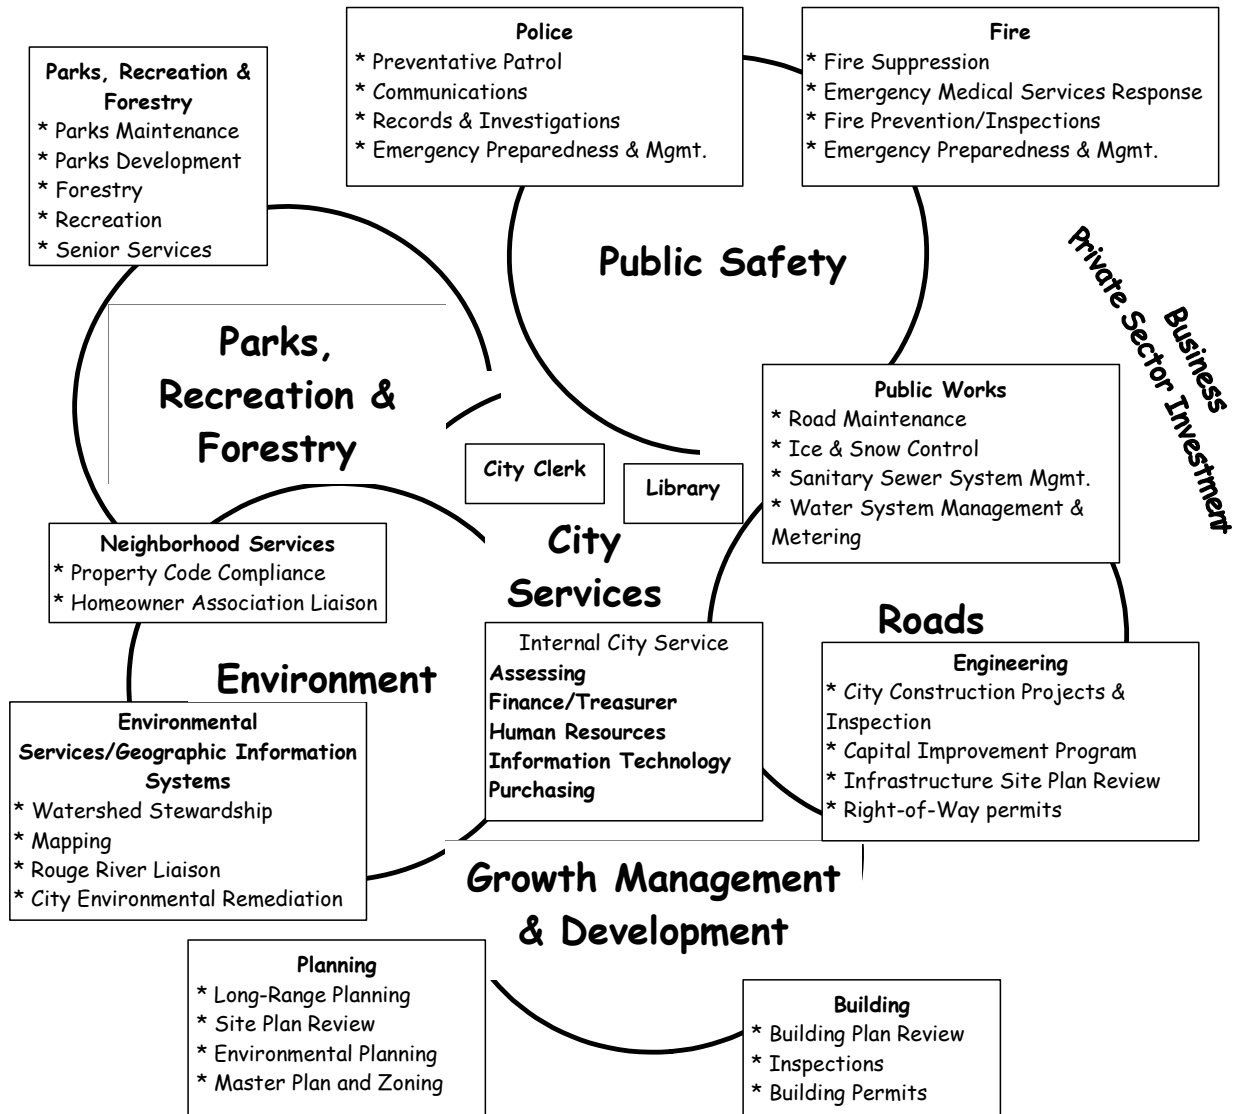 Police
* Preventative Patrol
* Communications
* Records & Investigations
* Emergency Preparedness & Mgmt.
Fire
* Fire Suppression
* Emergency Medical Services Response
* Fire Prevention/Inspections
* Emergency Preparedness & Mgmt.
Parks, Recreation &
Forestry
* Parks Maintenance
* Parks Development
* Forestry
* Recreation
* Senior Services
Public Safety
Business
Private Sector Investment
Parks,
Recreation &
Forestry
Public Works
* Road Maintenance
* Ice & Snow Control
* Sanitary Sewer System Mgmt.
* Water System Management &
Metering
City Clerk
Library
Neighborhood Services
* Property Code Compliance
* Homeowner Association Liaison
City
Services
Roads
Internal City Service
Assessing
Finance/Treasurer
Human Resources
Information Technology
Purchasing
Engineering
* City Construction Projects &
Inspection
* Capital Improvement Program
* Infrastructure Site Plan Review
* Right-of-Way permits
Environment
Environmental
Services/Geographic Information
Systems
* Watershed Stewardship
* Mapping
* Rouge River Liaison
* City Environmental Remediation
Growth Management
& Development
Planning
* Long-Range Planning
* Site Plan Review
* Environmental Planning
* Master Plan and Zoning
Building
* Building Plan Review
* Inspections
* Building Permits